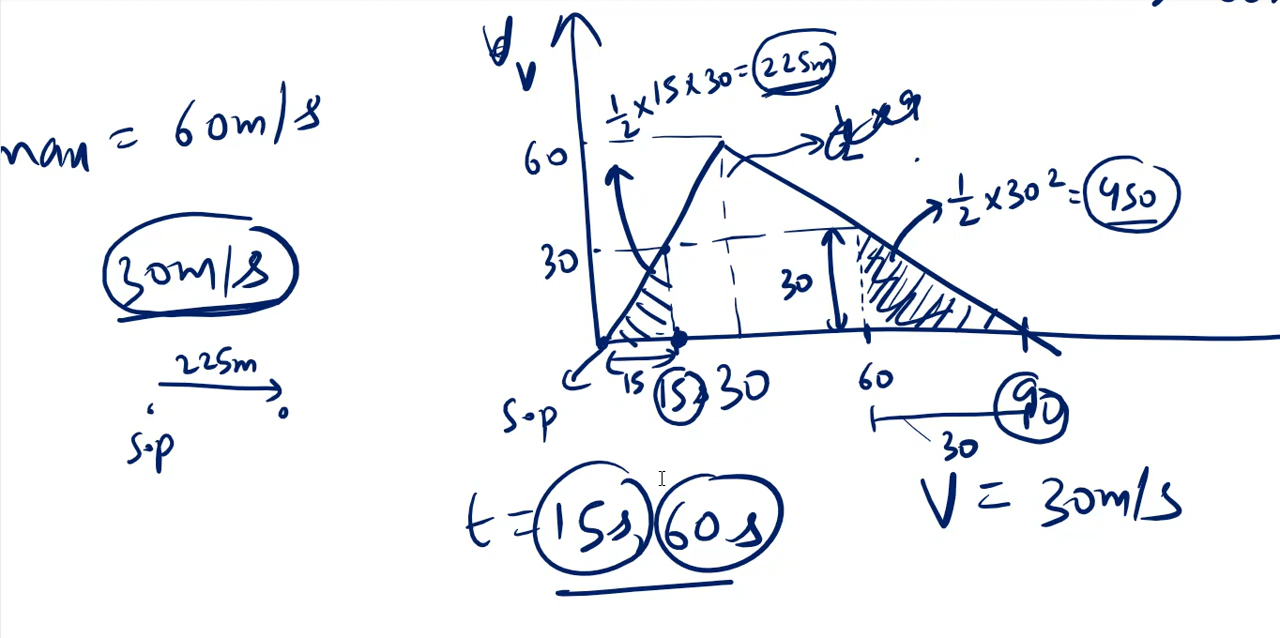 V
½×15×30=225m
max = 60m/s
60
½×30²=450
30m/s
30
30
225m
15
15
30
60
90
S.p
S.p
30
t = 15s, 60s
V = 30m/s